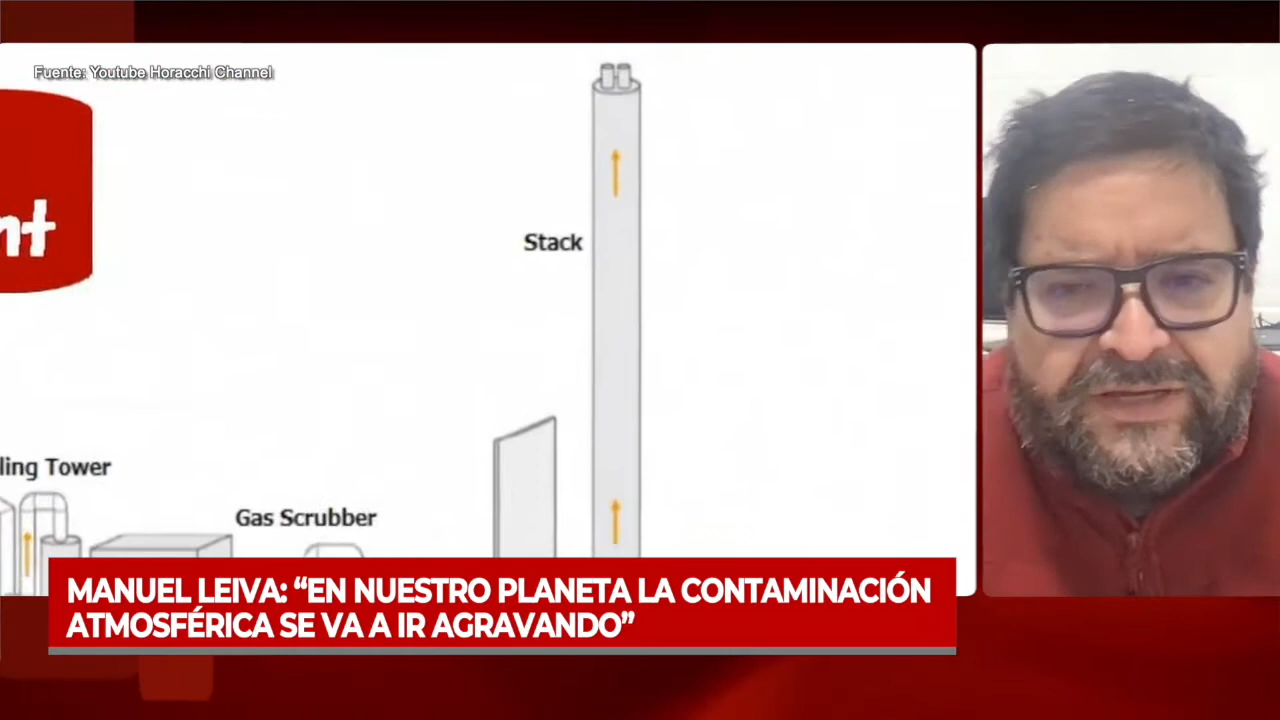 Fuente: Youtube Horacchi Channel
nt
Stack
ling Tower
Gas Scrubber
MANUEL LEIVA: “EN NUESTRO PLANETA LA CONTAMINACIÓN
ATMOSFÉRICA SE VA A IR AGRAVANDO”